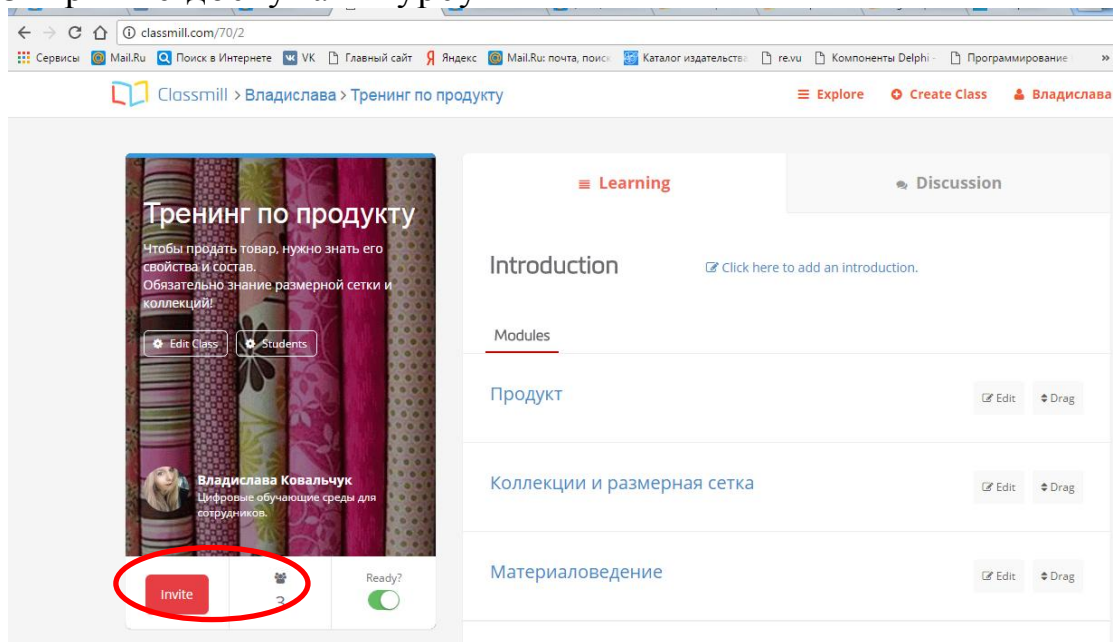 classmill.com/70/2
Сервисы Mail.Ru Поиск в Интернете VK Главный сайт Яндекс Mail.Ru: почта, поиск Каталог издательства re.vu Компоненты Delphi - Программирование »
Classmill > Владислава > Тренинг по продукту
Explore Create Class Владислава
Тренинг по продукту
Чтобы продать товар, нужно знать его
свойства и состав.
Обязательно знание размерной сетки и
коллекций!
Edit Class Students
Владислава Ковальчук
Цифровые обучающие среды для
сотрудников.
Invite 3 Ready?
Learning Discussion
Introduction Click here to add an introduction.
Modules
Продукт Edit Drag
Коллекции и размерная сетка Edit Drag
Материаловедение Edit Drag